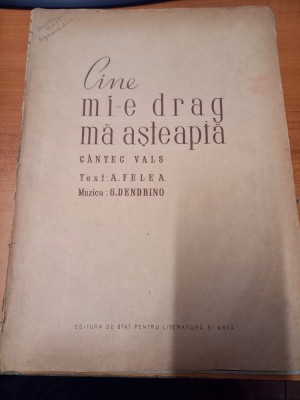 Cine
mi-e drag
mă așteaptă
CÂNTEC VALS
Text: A. FELEA
Muzica: G. DENDRINO
EDITURA DE STAT PENTRU LITERATURĂ ȘI ARTĂ